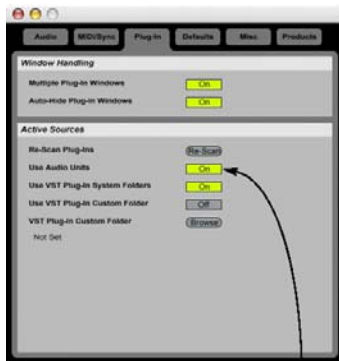 Audio MIDI/Sync Plug-In Defaults Misc Products
Window Handling
Multiple Plug-In Windows On
Auto-Hide Plug-In Windows On
Active Sources
Re-Scan Plug-Ins Re-Scan
Use Audio Units On
Use VST Plug-In System Folders On
Use VST Plug-In Custom Folder Off
VST Plug-In Custom Folder Browse
Not Set